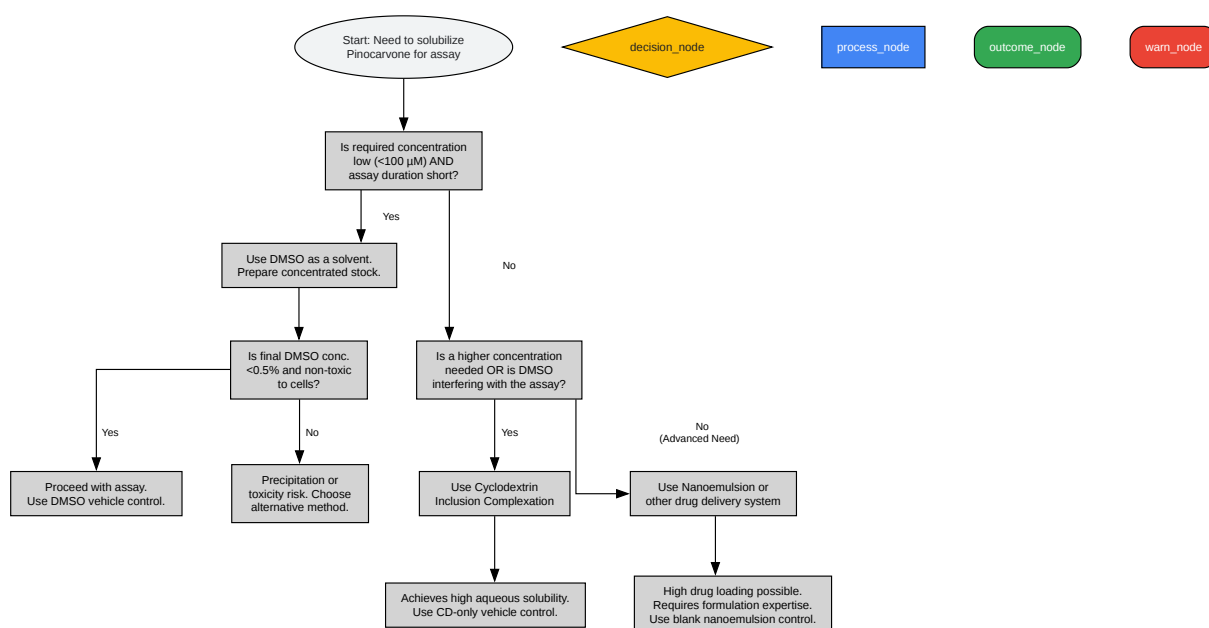 Start: Need to solubilize
Pinocarvone for assay
decision_node
process_node
outcome_node
warn_node
Is required concentration
low (<100 µM) AND
assay duration short?
Yes
No
Use DMSO as a solvent.
Prepare concentrated stock.
Is final DMSO conc.
<0.5% and non-toxic
to cells?
Is a higher concentration
needed OR is DMSO
interfering with the assay?
Yes
No
Yes
No
(Advanced Need)
Proceed with assay.
Use DMSO vehicle control.
Precipitation or
toxicity risk. Choose
alternative method.
Use Cyclodextrin
Inclusion Complexation
Use Nanoemulsion or
other drug delivery system
Achieves high aqueous solubility.
Use CD-only vehicle control.
High drug loading possible.
Requires formulation expertise.
Use blank nanoemulsion control.